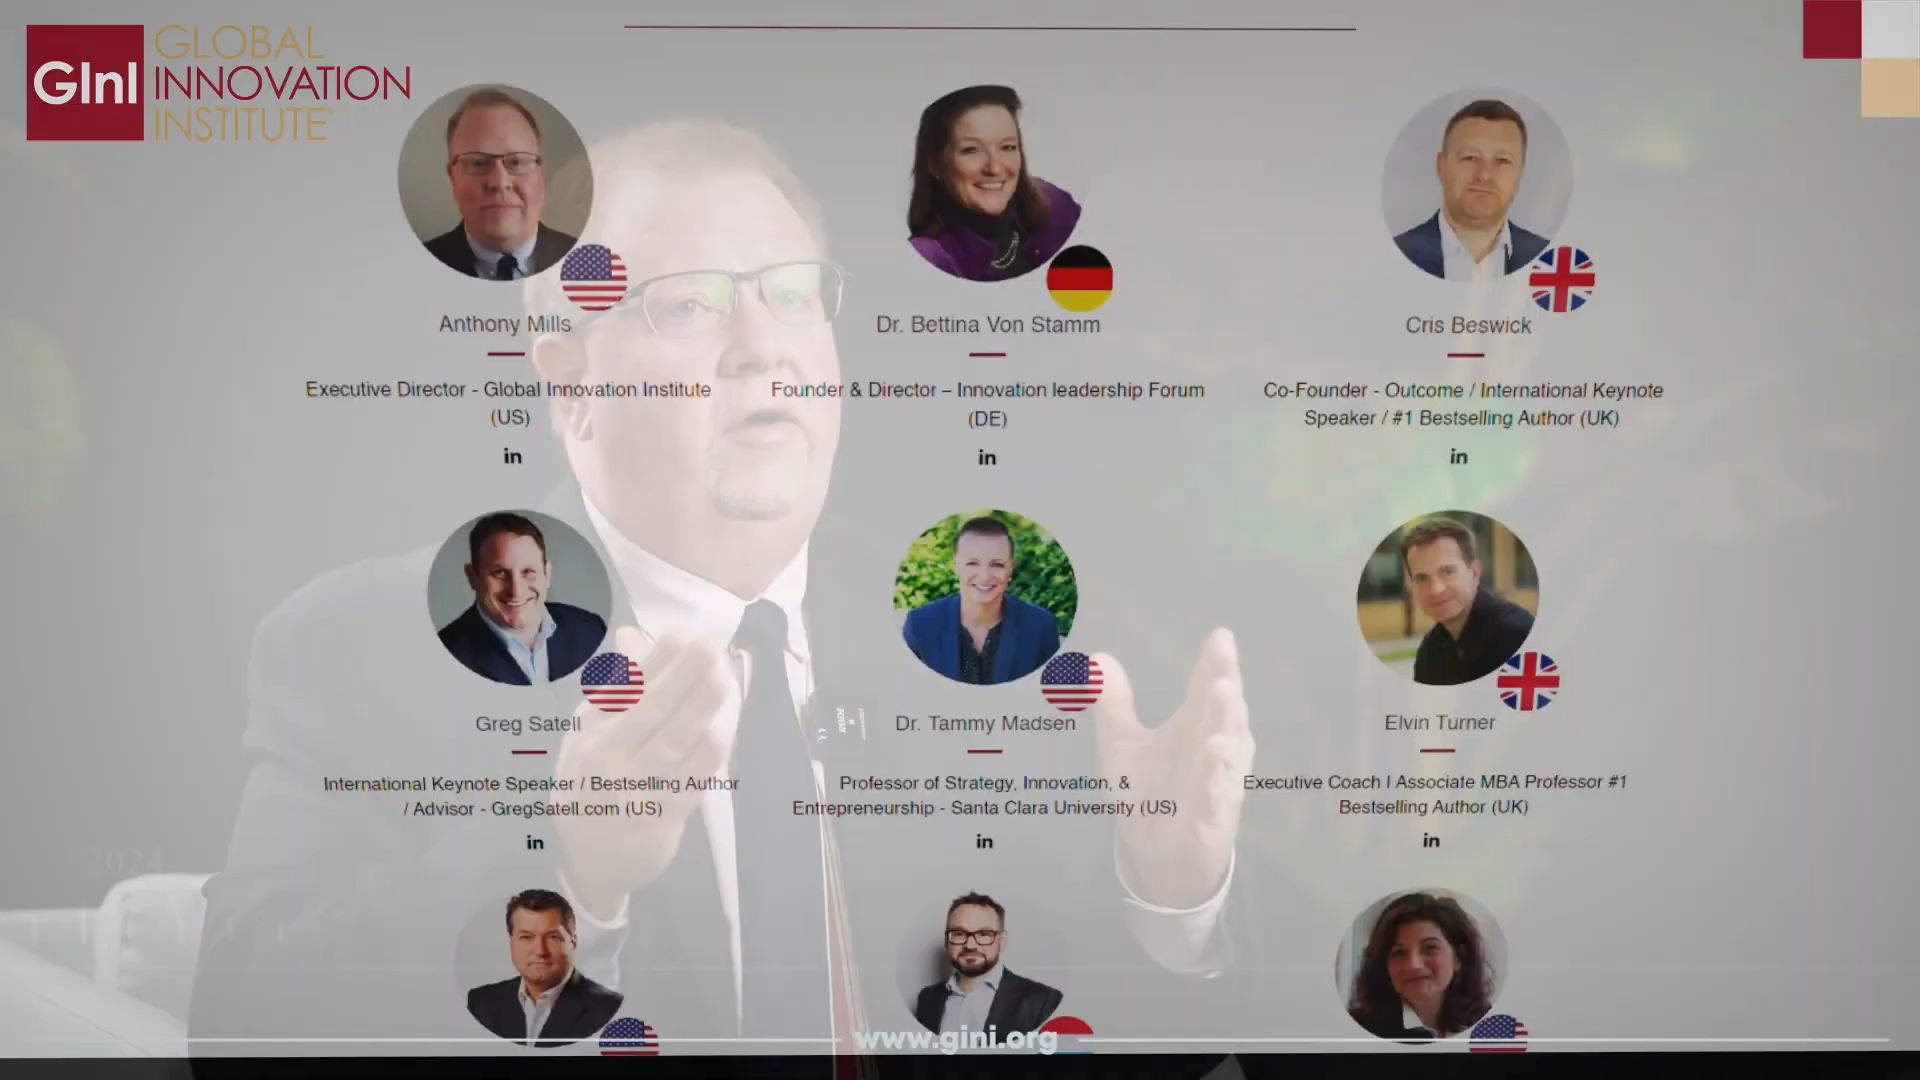 GInI
GLOBAL
INNOVATION
INSTITUTE
Anthony Mills
Executive Director - Global Innovation Institute
(US)
in
Dr. Bettina Von Stamm
Founder & Director – Innovation leadership Forum
(DE)
in
Cris Beswick
Co-Founder - Outcome / International Keynote
Speaker / #1 Bestselling Author (UK)
in
Greg Satell
International Keynote Speaker / Bestselling Author
/ Advisor - GregSatell.com (US)
in
Dr. Tammy Madsen
Professor of Strategy, Innovation, &
Entrepreneurship - Santa Clara University (US)
in
Elvin Turner
Executive Coach I Associate MBA Professor #1
Bestselling Author (UK)
in
RODE
2024
www.gini.org